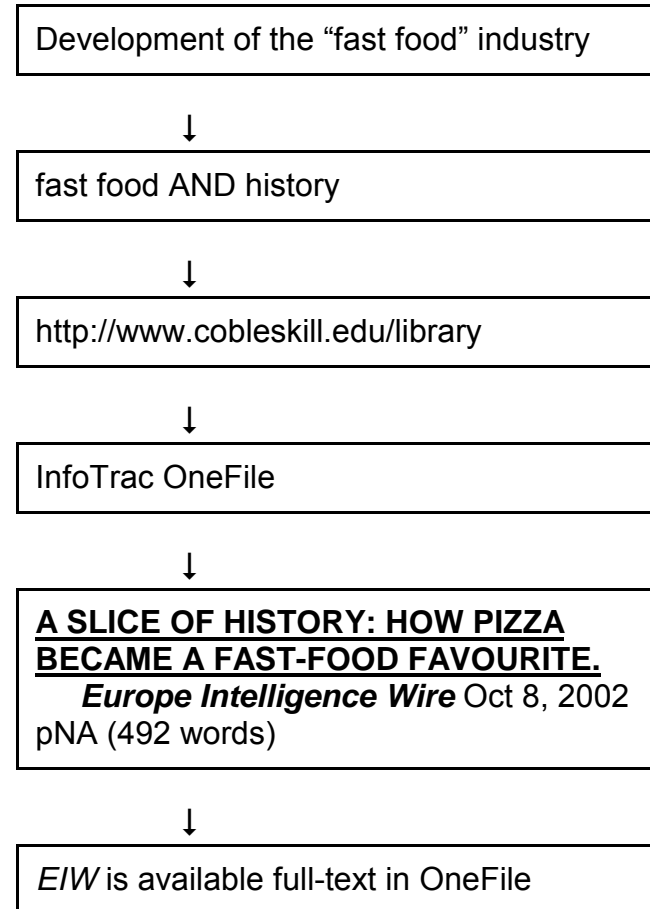 Development of the “fast food” industry
↓
fast food AND history
↓
http://www.cobleskill.edu/library
↓
InfoTrac OneFile
↓
A SLICE OF HISTORY: HOW PIZZA
BECAME A FAST-FOOD FAVOURITE.
Europe Intelligence Wire Oct 8, 2002
pNA (492 words)
↓
EIW is available full-text in OneFile